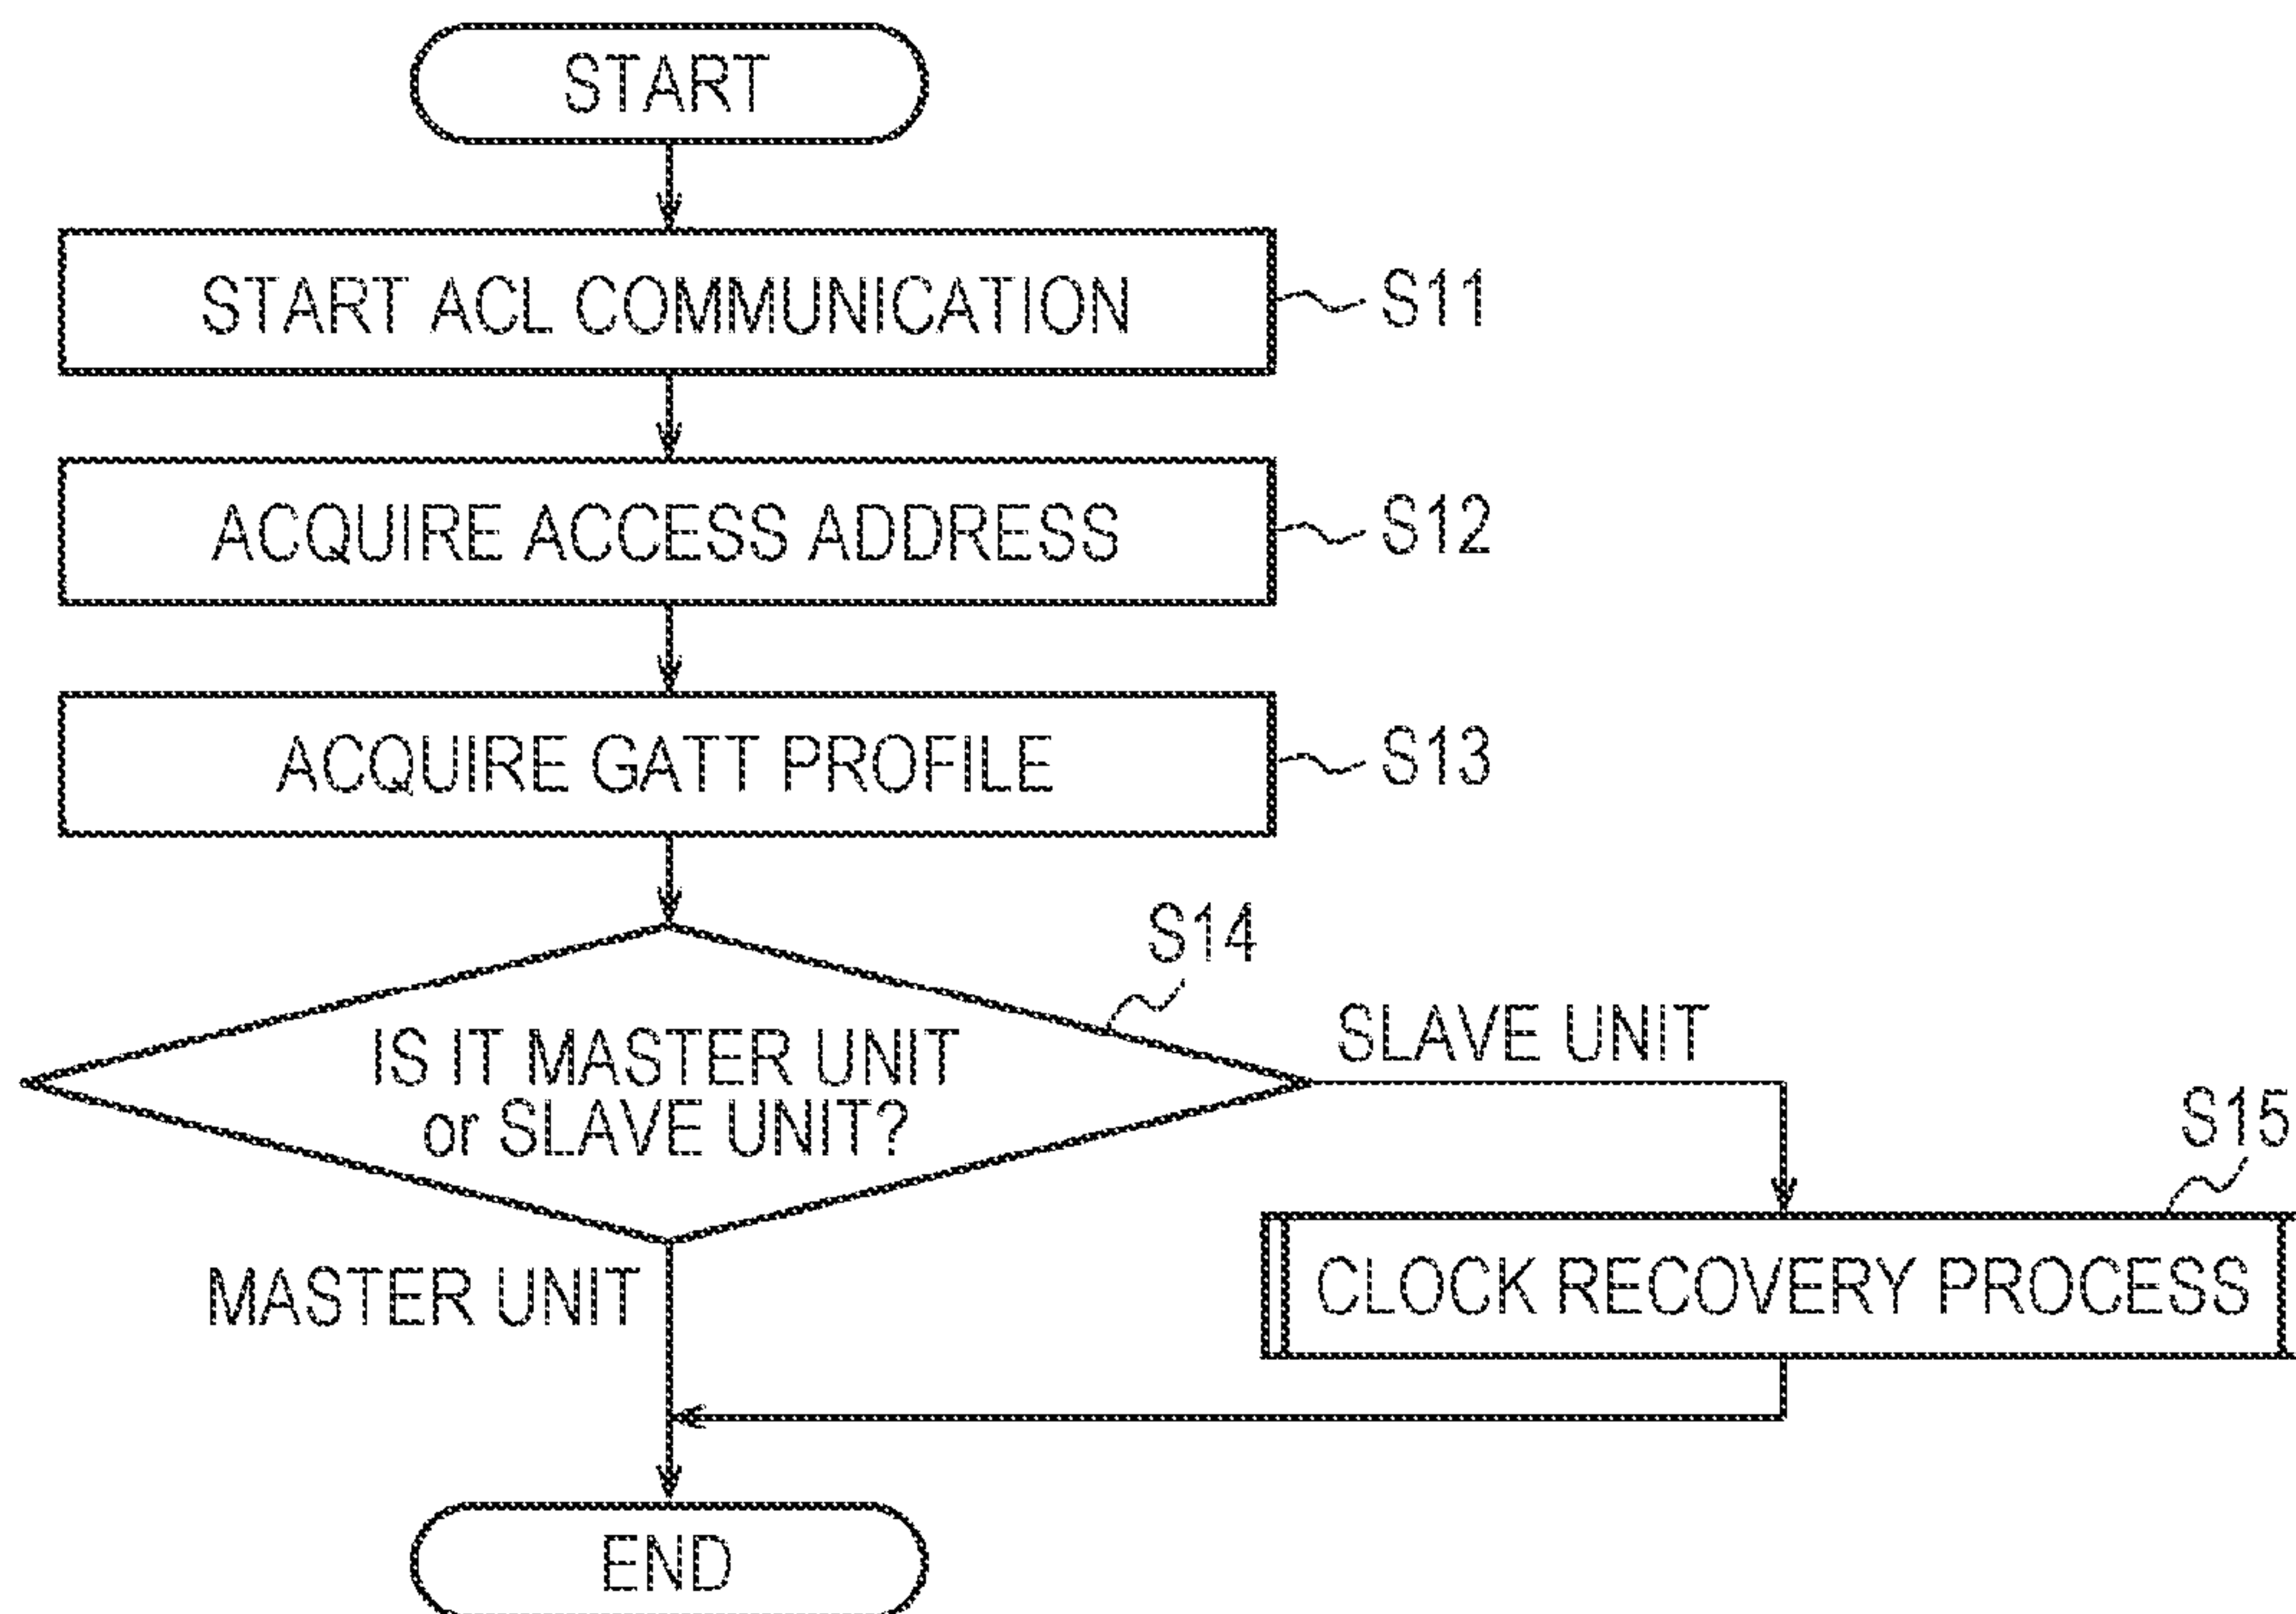 START
START ACL COMMUNICATION
S11
ACQUIRE ACCESS ADDRESS
S12
ACQUIRE GATT PROFILE
S13
S14
IS IT MASTER UNIT
or SLAVE UNIT?
SLAVE UNIT
S15
CLOCK RECOVERY PROCESS
MASTER UNIT
END